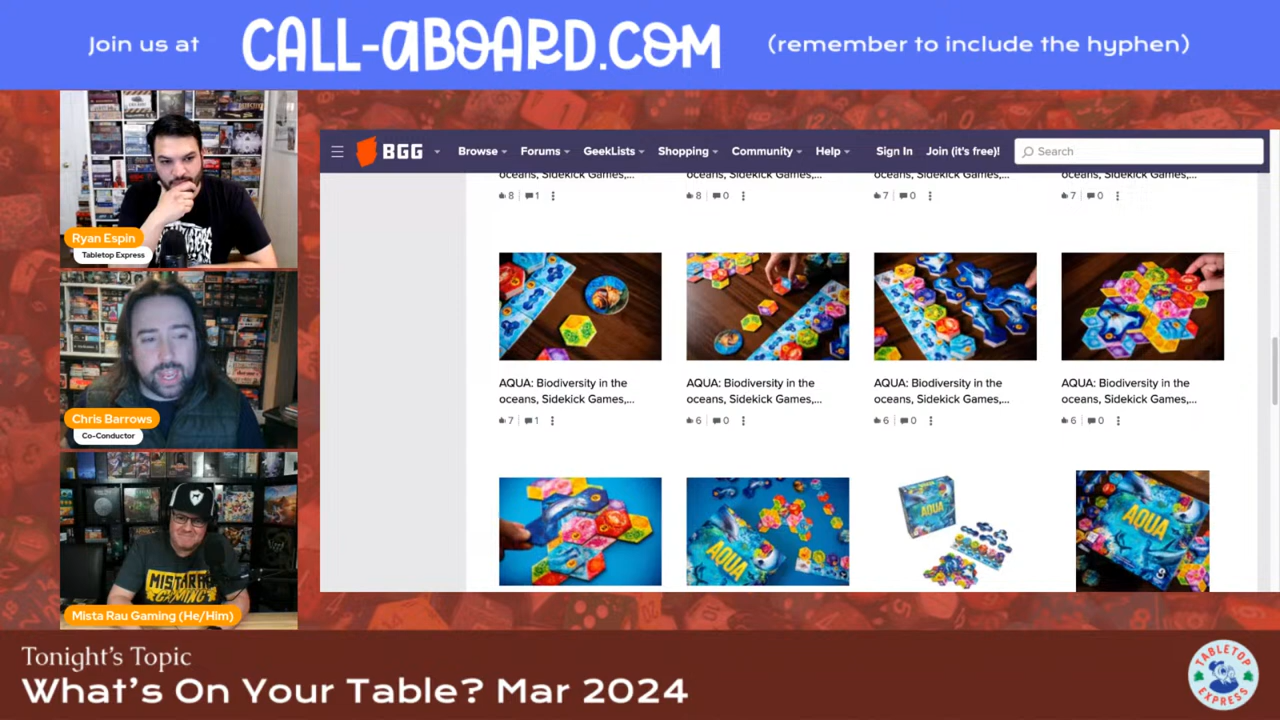 Join us at CALL-aBOARD.COM (remember to include the hyphen)
BGG Browse Forums GeekLists Shopping Community Help Sign In Join (it's free!) Search
oceans, Sidekick Games,... oceans, Sidekick Games,... oceans, Sidekick Games,... oceans, Sidekick Games,...
8 1 8 0 7 0 7 0
Ryan Espin
Tabletop Express
AQUA: Biodiversity in the AQUA: Biodiversity in the AQUA: Biodiversity in the AQUA: Biodiversity in the
oceans, Sidekick Games,... oceans, Sidekick Games,... oceans, Sidekick Games,... oceans, Sidekick Games,...
7 1 6 0 6 0 6 0
Chris Barrows
Co-Conductor
AQUA
AQUA
AQUA
MISTARAU
GAMING
Mista Rau Gaming (He/Him)
Tonight's Topic
What's On Your Table? Mar 2024
TABLETOP
EXPRESS